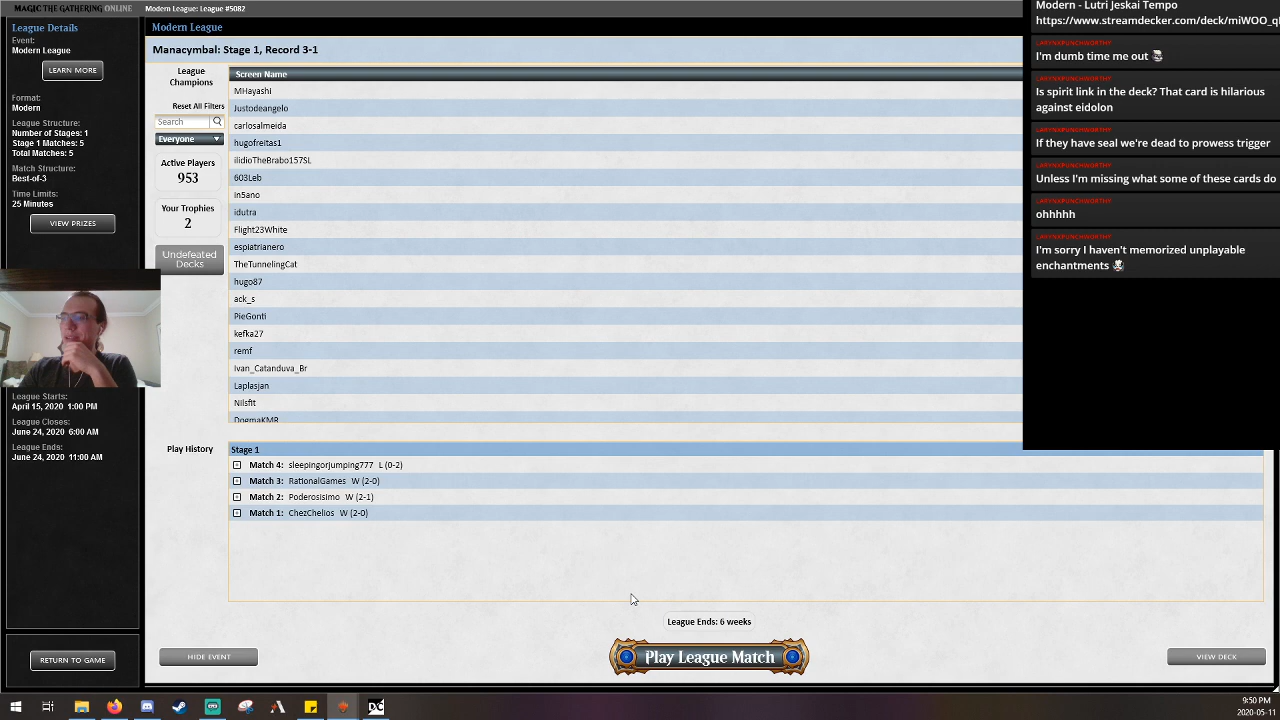 MAGIC THE GATHERING ONLINE
Modern League: League #5082
League Details
Event:
Modern League
LEARN MORE
Format:
Modern
League Structure:
Number of Stages: 1
Stage 1 Matches: 5
Total Matches: 5
Match Structure:
Best-of-3
Time Limits:
25 Minutes
VIEW PRIZES
League Starts:
April 15, 2020 1:00 PM
League Closes:
June 24, 2020 6:00 AM
League Ends:
June 24, 2020 11:00 AM
RETURN TO GAME
Modern League
Manacymbal: Stage 1, Record 3-1
League
Champions
Reset All Filters
Search
Everyone
Active Players
953
Your Trophies
2
Undefeated
Decks
Screen Name
MHayashi
Justodeangelo
carlosalmeida
hugofreitas1
ilidioTheBrabo157SL
603Leb
In5ano
idutra
Flight23White
espiatrianero
TheTunnelingCat
hugo87
ack_s
PieGonti
kefka27
remf
Ivan_Catanduva_Br
Laplasjan
Nilsfit
DogmaKMR
Play History
Stage 1
Match 4: sleepingorjumping777 L (0-2)
Match 3: RationalGames W (2-0)
Match 2: Poderosisimo W (2-1)
Match 1: ChezChelios W (2-0)
League Ends: 6 weeks
HIDE EVENT
Play League Match
VIEW DECK
Modern - Lutri Jeskai Tempo
https://www.streamdecker.com/deck/miWOO_q
LARYNXPUNCHWORTHY
I'm dumb time me out
LARYNXPUNCHWORTHY
Is spirit link in the deck? That card is hilarious
against eidolon
LARYNXPUNCHWORTHY
If they have seal we're dead to prowess trigger
LARYNXPUNCHWORTHY
Unless I'm missing what some of these cards do
LARYNXPUNCHWORTHY
ohhhhh
LARYNXPUNCHWORTHY
I'm sorry I haven't memorized unplayable
enchantments
DC
9:50 PM
2020-05-11